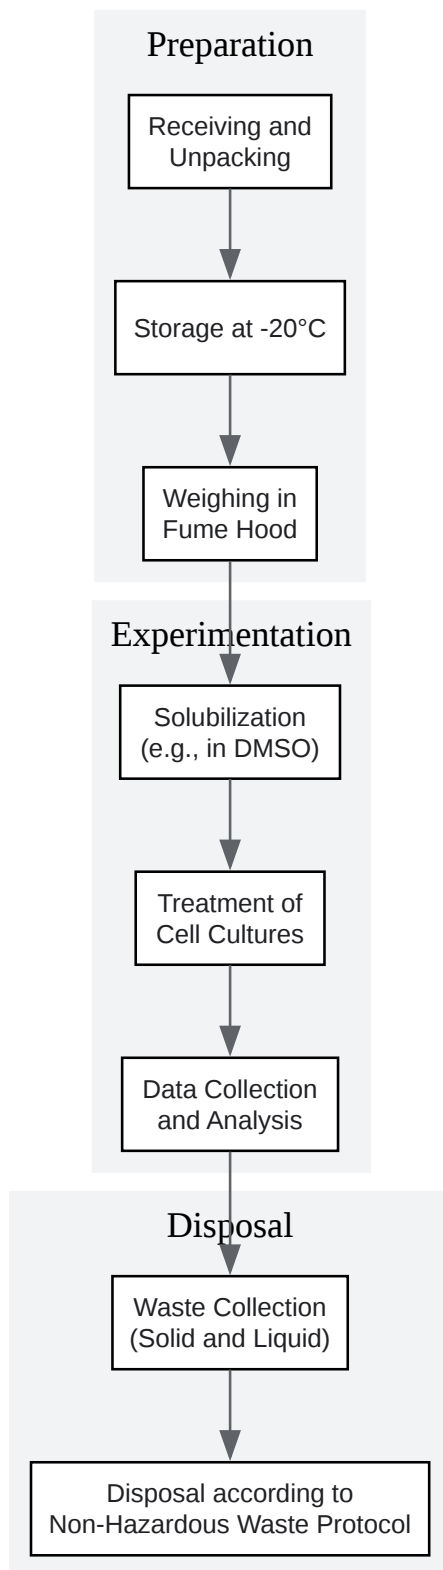 Preparation
Receiving and
Unpacking
Storage at -20°C
Weighing in
Fume Hood
Experimentation
Solubilization
(e.g., in DMSO)
Treatment of
Cell Cultures
Data Collection
and Analysis
Disposal
Waste Collection
(Solid and Liquid)
Disposal according to
Non-Hazardous Waste Protocol